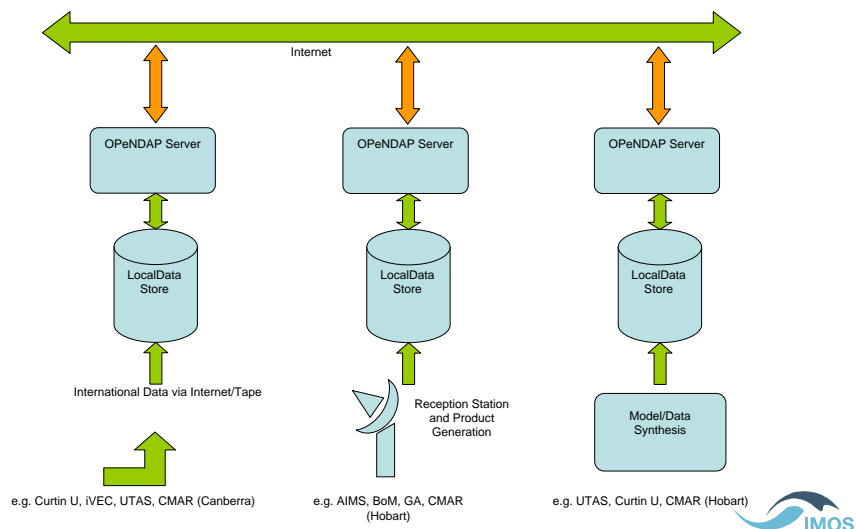 Internet
OPeNDAP Server
OPeNDAP Server
OPeNDAP Server
LocalData
Store
LocalData
Store
LocalData
Store
International Data via Internet/Tape
Reception Station
and Product
Generation
Model/Data
Synthesis
e.g. Curtin U, iVEC, UTAS, CMAR (Canberra)
e.g. AIMS, BoM, GA, CMAR
(Hobart)
e.g. UTAS, Curtin U, CMAR (Hobart)
IMOS